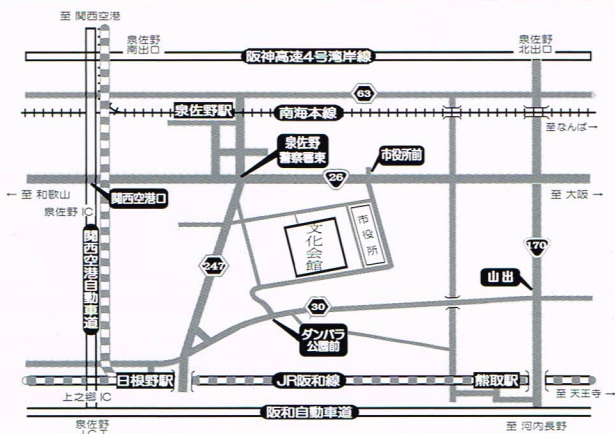 至 関西空港
泉佐野
南出口
泉佐野
北出口
阪神高速4号湾岸線
63
泉佐野駅
南海本線
至なんば→
泉佐野
警察署東
市役所前
26
← 至 和歌山
関西空港口
至 大阪 →
泉佐野 IC
関西空港自動車道
文化会館
市役所
247
170
山出
30
ダンバラ
公園前
日根野駅
JR阪和線
熊取駅
至 天王寺 →
上之郷 IC
阪和自動車道
泉佐野
J.C.T
至 河内長野